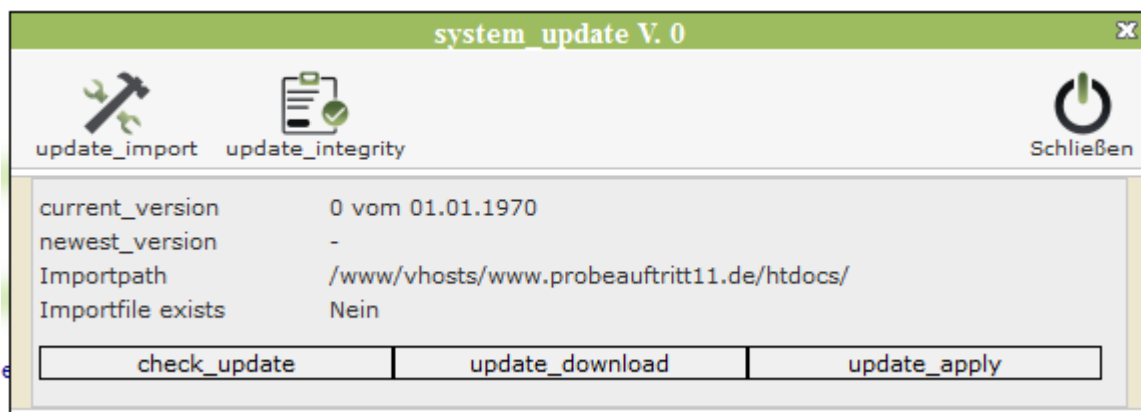 system_update V. 0
update_import update_integrity Schließen
current_version 0 vom 01.01.1970
newest_version -
Importpath /www/vhosts/www.probeauftritt11.de/htdocs/
Importfile exists Nein
check_update update_download update_apply